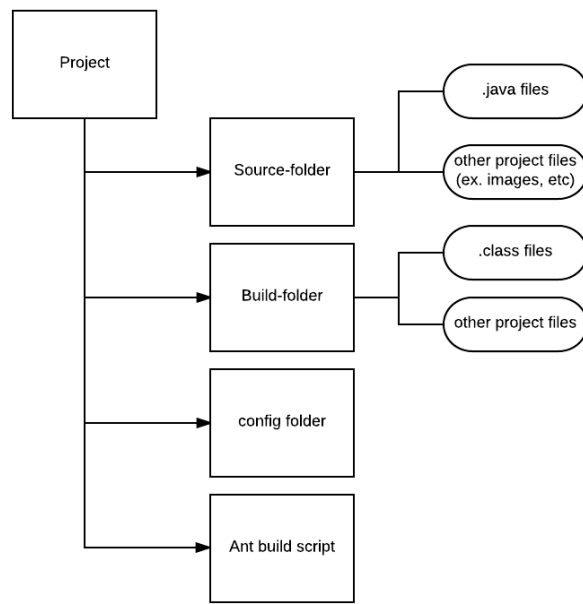 Project
.java files
Source-folder
other project files
(ex. images, etc)
.class files
Build-folder
other project files
config folder
Ant build script